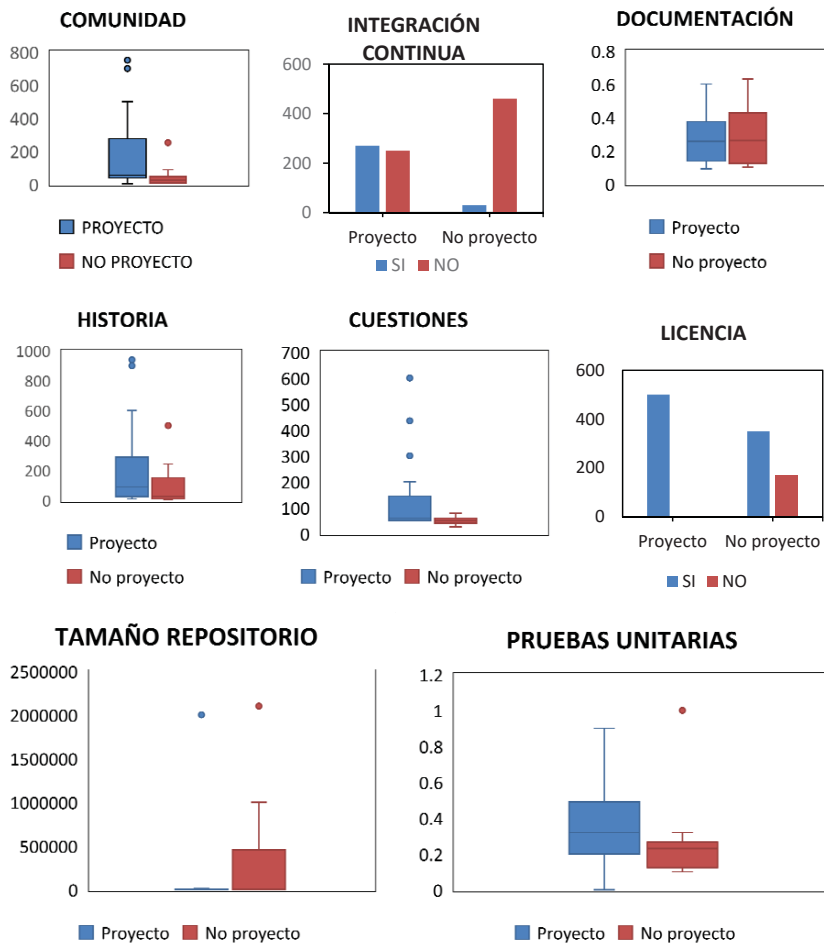 COMUNIDAD
800
600
400
200
0
PROYECTO
NO PROYECTO
INTEGRACIÓN
CONTINUA
600
400
200
0
Proyecto No proyecto
SI NO
DOCUMENTACIÓN
0.8
0.6
0.4
0.2
0
Proyecto
No proyecto
HISTORIA
1000
800
600
400
200
0
Proyecto
No proyecto
CUESTIONES
700
600
500
400
300
200
100
0
Proyecto No proyecto
LICENCIA
600
400
200
0
Proyecto No proyecto
SI NO
TAMAÑO REPOSITORIO
2500000
2000000
1000000
1000000
500000
0
Proyecto No proyecto
PRUEBAS UNITARIAS
1.2
1
0.8
0.6
0.4
0.2
0
Proyecto No proyecto